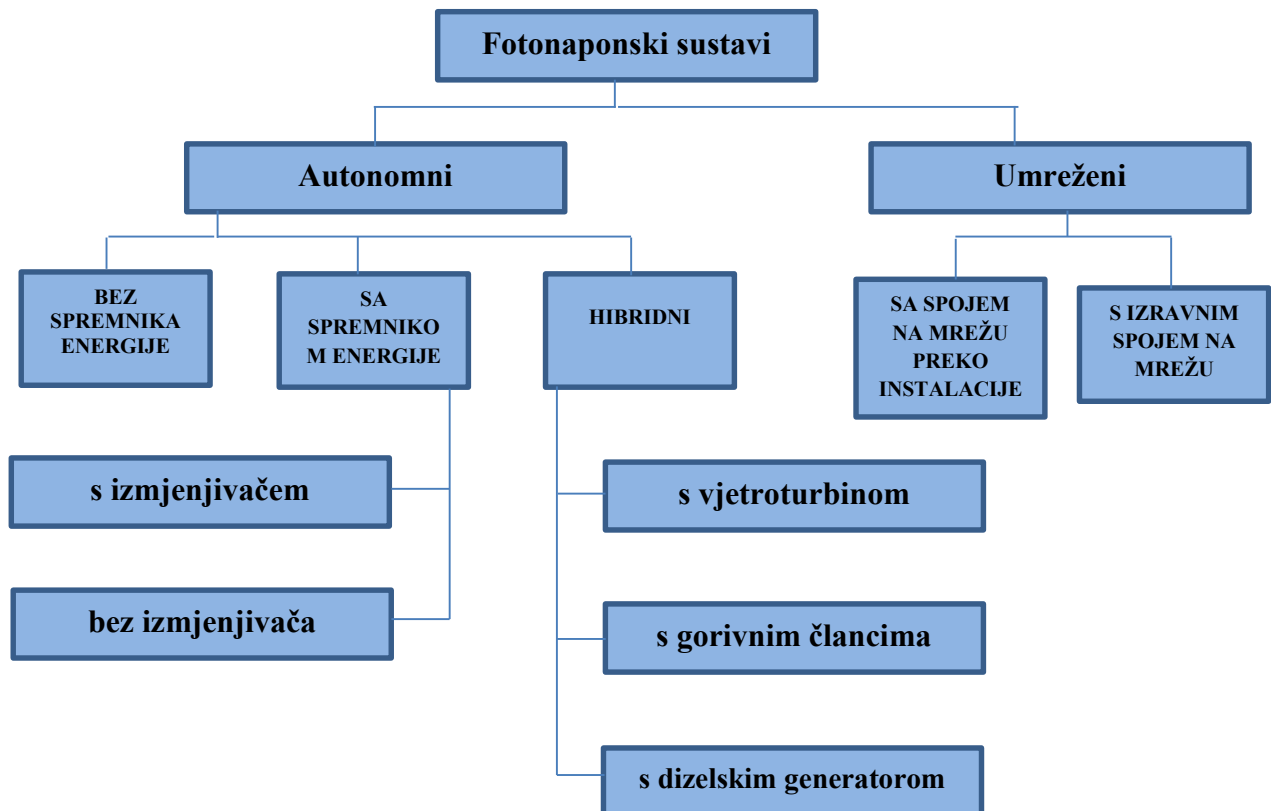 Fotonaponski sustavi
Autonomni
Umreženi
BEZ
SPREMNIKA
ENERGIJE
SA
SPREMNIKO
M ENERGIJE
HIBRIDNI
SA SPOJEM
NA MREŽU
PREKO
INSTALACIJE
S IZRAVNIM
SPOJEM NA
MREŽU
s izmjenjivačem
bez izmjenjivača
s vjetroturbinom
s gorivnim člancima
s dizelskim generatorom